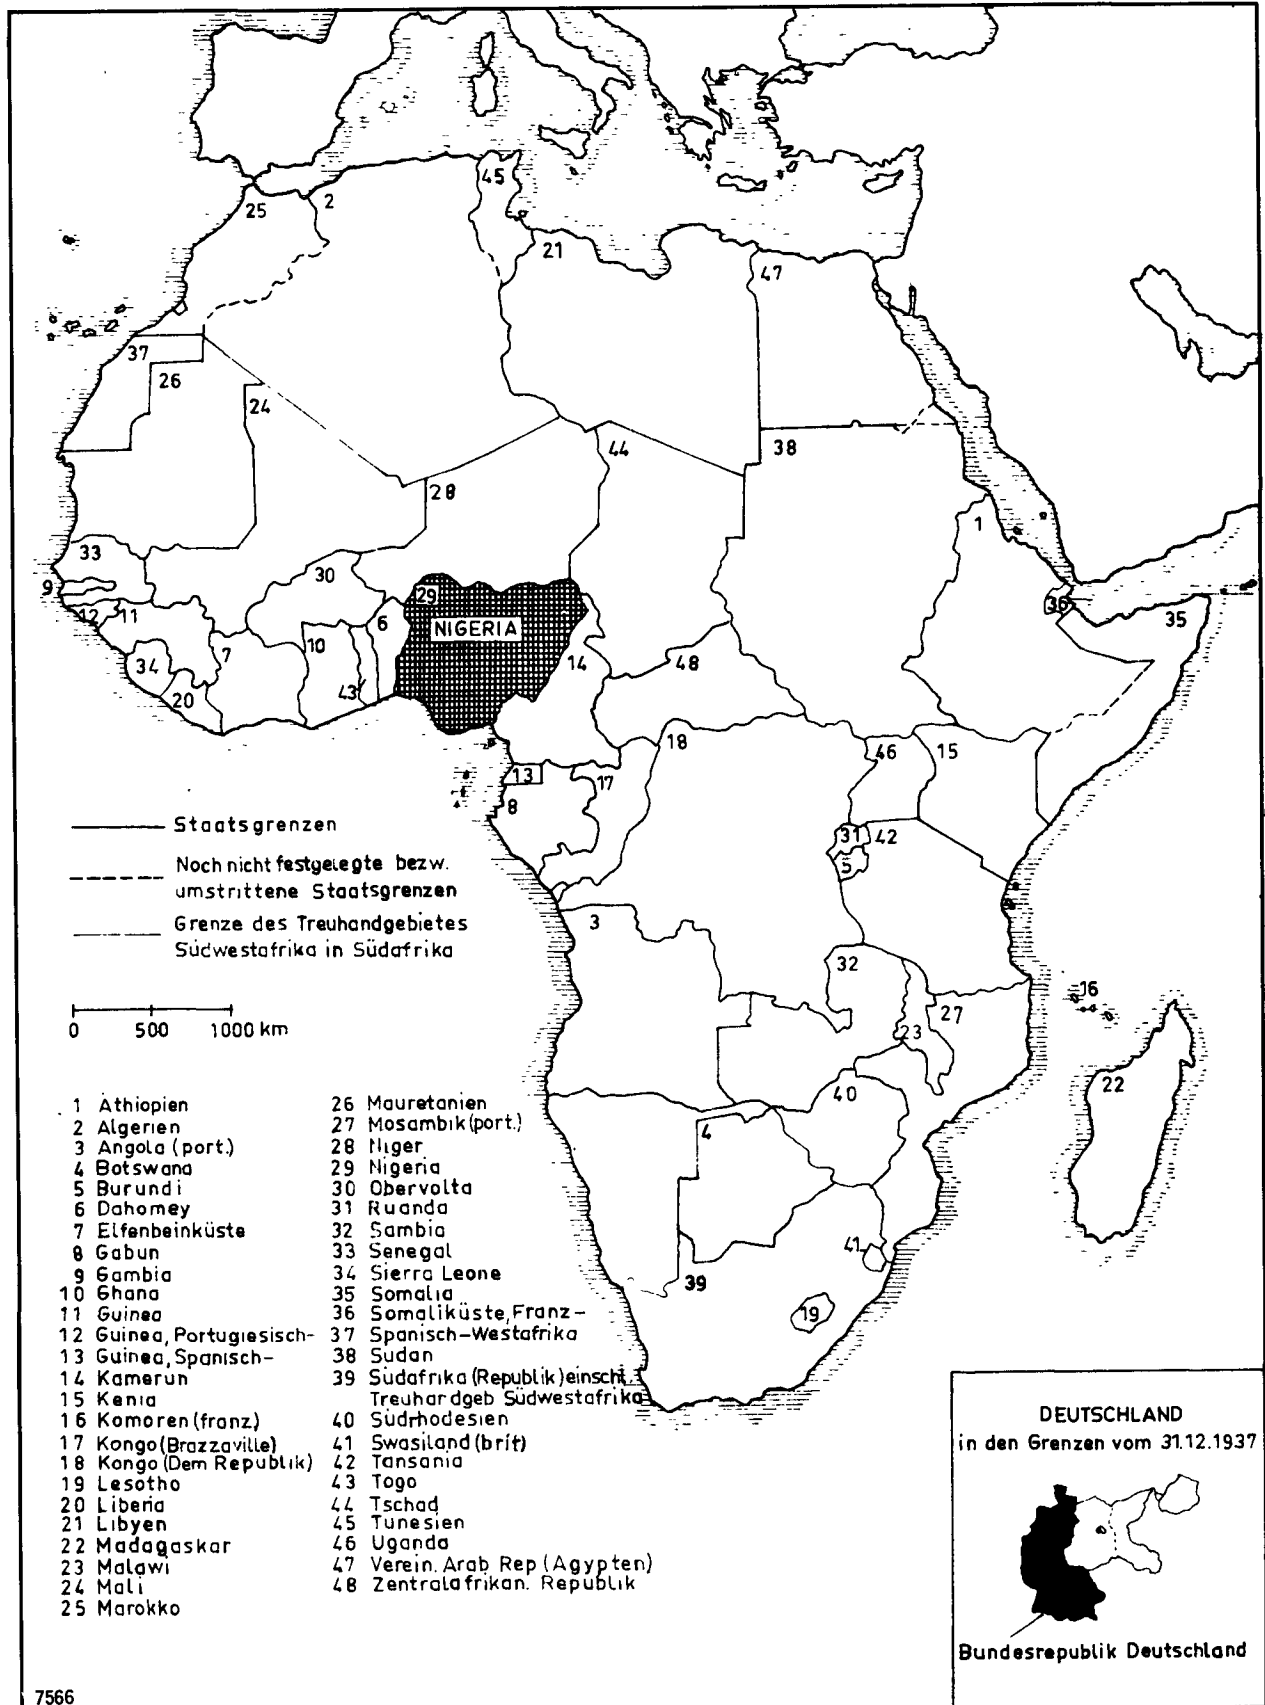 45
25
2
21
47
37
26
24
44
38
28
1
33
30
9
29
36
12
11
6
NIGERIA
35
7
10
34
14
48
43
20
18
46
15
13
17
8
Staatsgrenzen
31
42
Noch nicht festgelegte bezw.
umstrittene Staatsgrenzen
5
Grenze des Treuhandgebietes
Südwestafrika in Südafrika
3
32
16
0 500 1000 km
27
23
22
40
4
41
39
19
1 Äthiopien
2 Algerien
3 Angola (port.)
4 Botswana
5 Burundi
6 Dahomey
7 Elfenbeinküste
8 Gabun
9 Gambia
10 Ghana
11 Guinea
12 Guinea, Portugiesisch-
13 Guinea, Spanisch-
14 Kamerun
15 Kenia
16 Komoren (franz.)
17 Kongo (Brazzaville)
18 Kongo (Dem Republik)
19 Lesotho
20 Liberia
21 Libyen
22 Madagaskar
23 Malawi
24 Mali
25 Marokko
26 Mauretanien
27 Mosambik (port.)
28 Niger
29 Nigeria
30 Obervolta
31 Ruanda
32 Sambia
33 Senegal
34 Sierra Leone
35 Somalia
36 Somaliküste, Franz-
37 Spanisch-Westafrika
38 Sudan
39 Südafrika (Republik) einschl.
Treuhandgeb Südwestafrika
40 Südrhodesien
41 Swasiland (brit)
42 Tansania
43 Togo
44 Tschad
45 Tunesien
46 Uganda
47 Verein. Arab Rep (Ägypten)
48 Zentralafrikan. Republik
DEUTSCHLAND
in den Grenzen vom 31.12.1937
Bundesrepublik Deutschland
7566